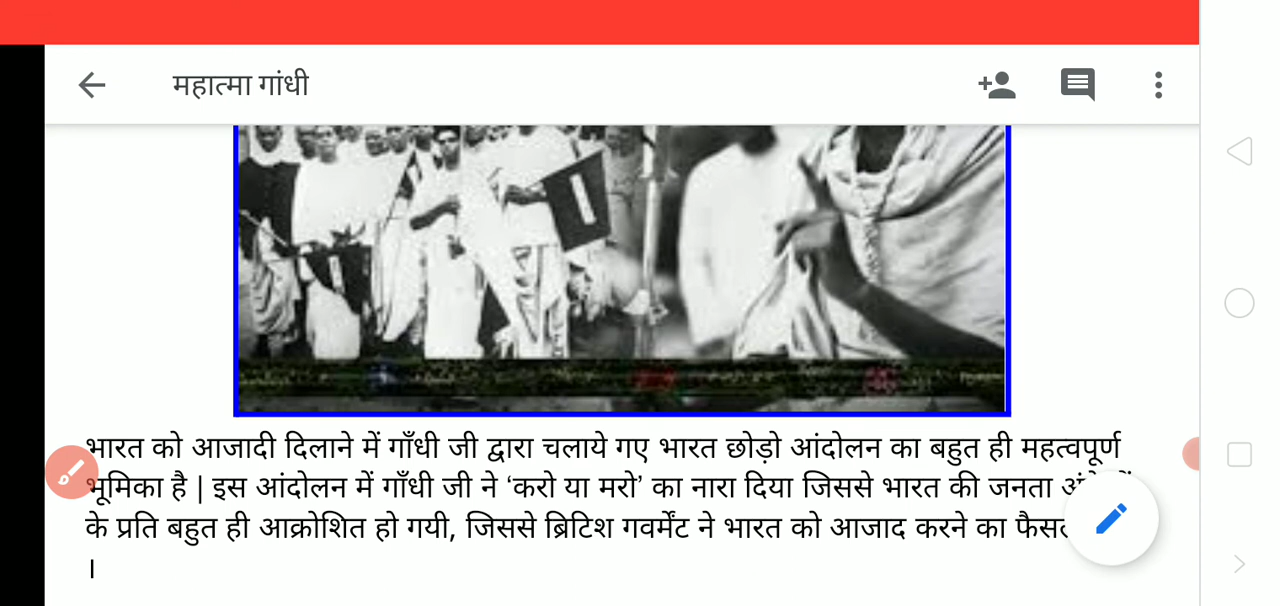 महात्मा गांधी
भारत को आजादी दिलाने में गाँधी जी द्वारा चलाये गए भारत छोड़ो आंदोलन का बहुत ही महत्वपूर्ण
भूमिका है | इस आंदोलन में गाँधी जी ने ‘करो या मरो’ का नारा दिया जिससे भारत की जनता
के प्रति बहुत ही आक्रोशित हो गयी, जिससे ब्रिटिश गवर्मेंट ने भारत को आजाद करने का
।